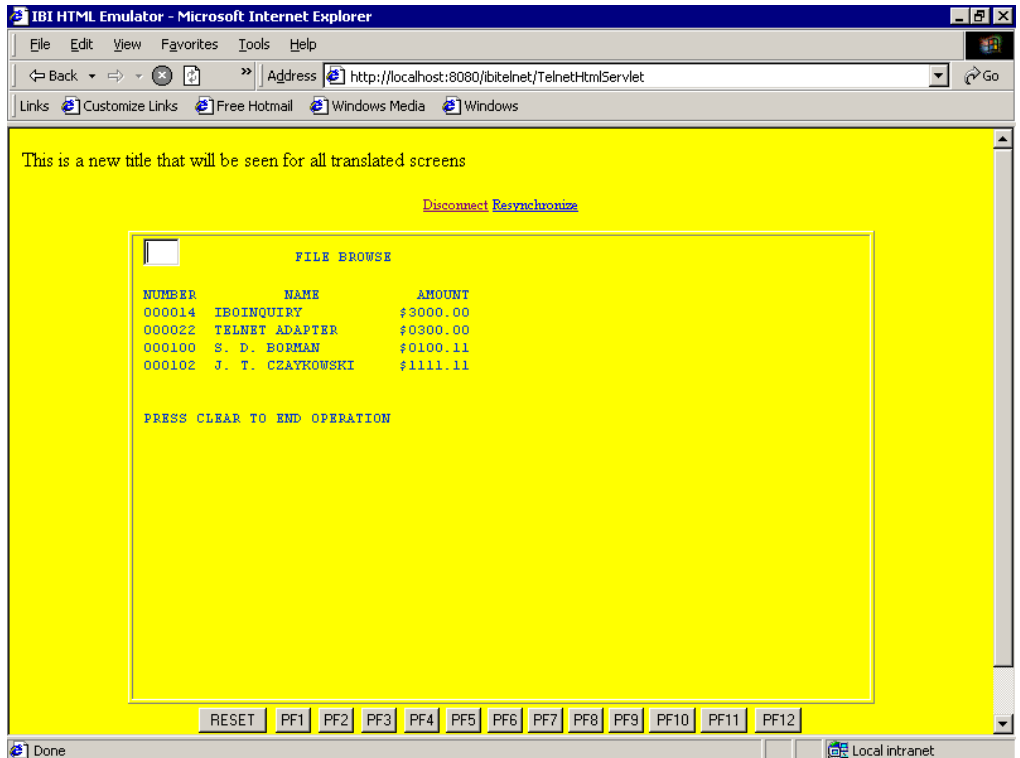 IBI HTML Emulator - Microsoft Internet Explorer
File Edit View Favorites Tools Help
Back » Address http://localhost:8080/ibitelnet/TelnetHtmlServlet Go
Links Customize Links Free Hotmail Windows Media Windows
This is a new title that will be seen for all translated screens
Disconnect Resynchronize
FILE BROWSE
NUMBER NAME AMOUNT
000014 IBOINQUIRY $3000.00
000022 TELNET ADAPTER $0300.00
000100 S. D. BORMAN $0100.11
000102 J. T. CZAYKOWSKI $1111.11
PRESS CLEAR TO END OPERATION
RESET PF1 PF2 PF3 PF4 PF5 PF6 PF7 PF8 PF9 PF10 PF11 PF12
Done Local intranet